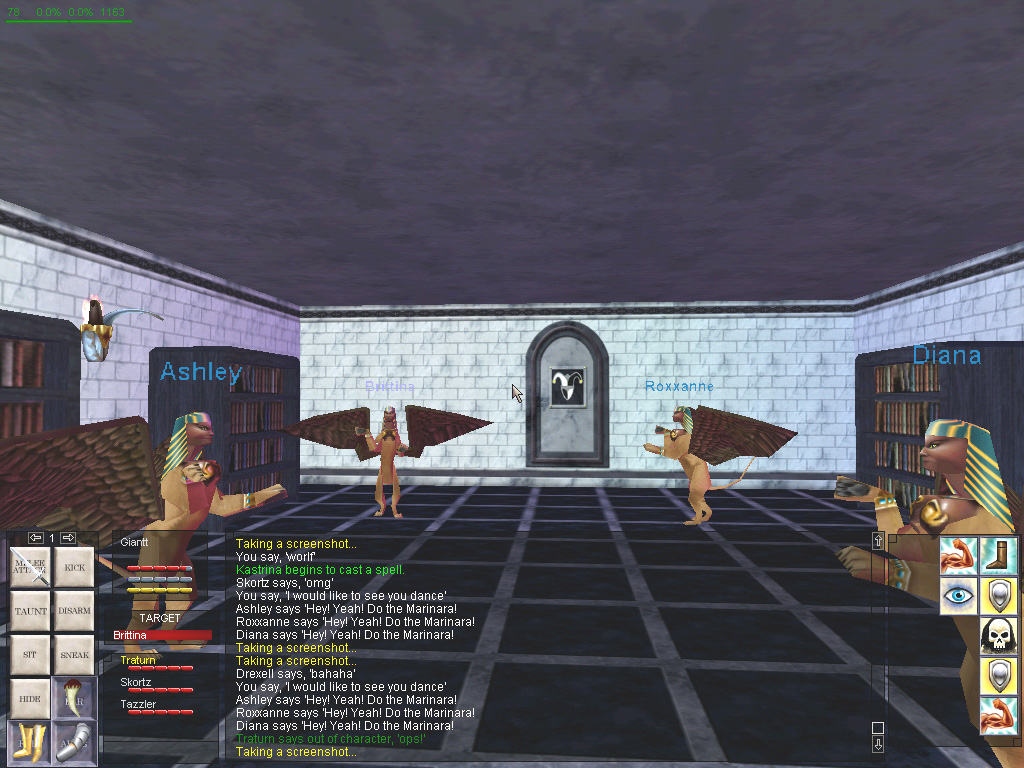 78 0.0% 0.0% 1163
Ashley
Brittina
Roxxanne
Diana
1
MELEE ATTACK
KICK
TAUNT
DISARM
SIT
SNEAK
HIDE
Giantt
TARGET
Brittina
Traturn
Skortz
Tazzler
Taking a screenshot...
You say, 'worlf'
Kastrina begins to cast a spell.
Skortz says, 'omg'
You say, 'I would like to see you dance'
Ashley says 'Hey! Yeah! Do the Marinara!
Roxxanne says 'Hey! Yeah! Do the Marinara!
Diana says 'Hey! Yeah! Do the Marinara!
Taking a screenshot...
Taking a screenshot...
Drexell says, 'bahaha'
You say, 'I would like to see you dance'
Ashley says 'Hey! Yeah! Do the Marinara!
Roxxanne says 'Hey! Yeah! Do the Marinara!
Diana says 'Hey! Yeah! Do the Marinara!
Traturn says out of character, 'ops!'
Taking a screenshot...